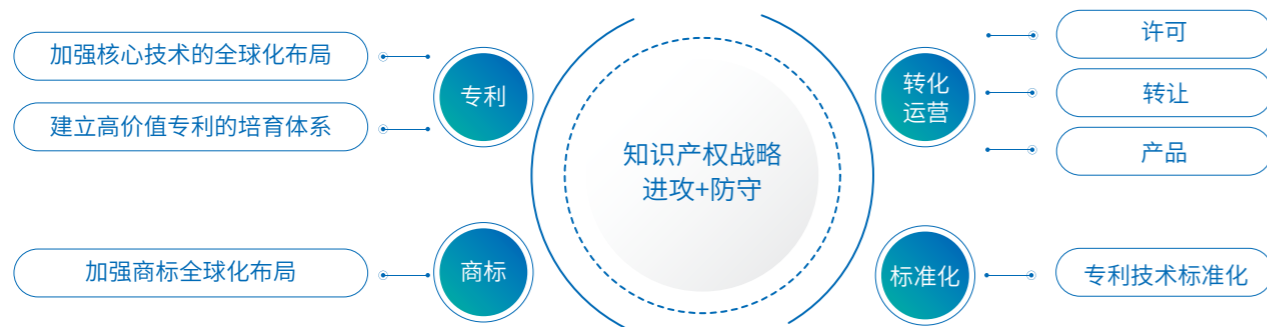 加强核心技术的全球化布局
建立高价值专利的培育体系
专利
加强商标全球化布局
商标
知识产权战略
进攻+防守
转化
运营
许可
转让
产品
标准化
专利技术标准化